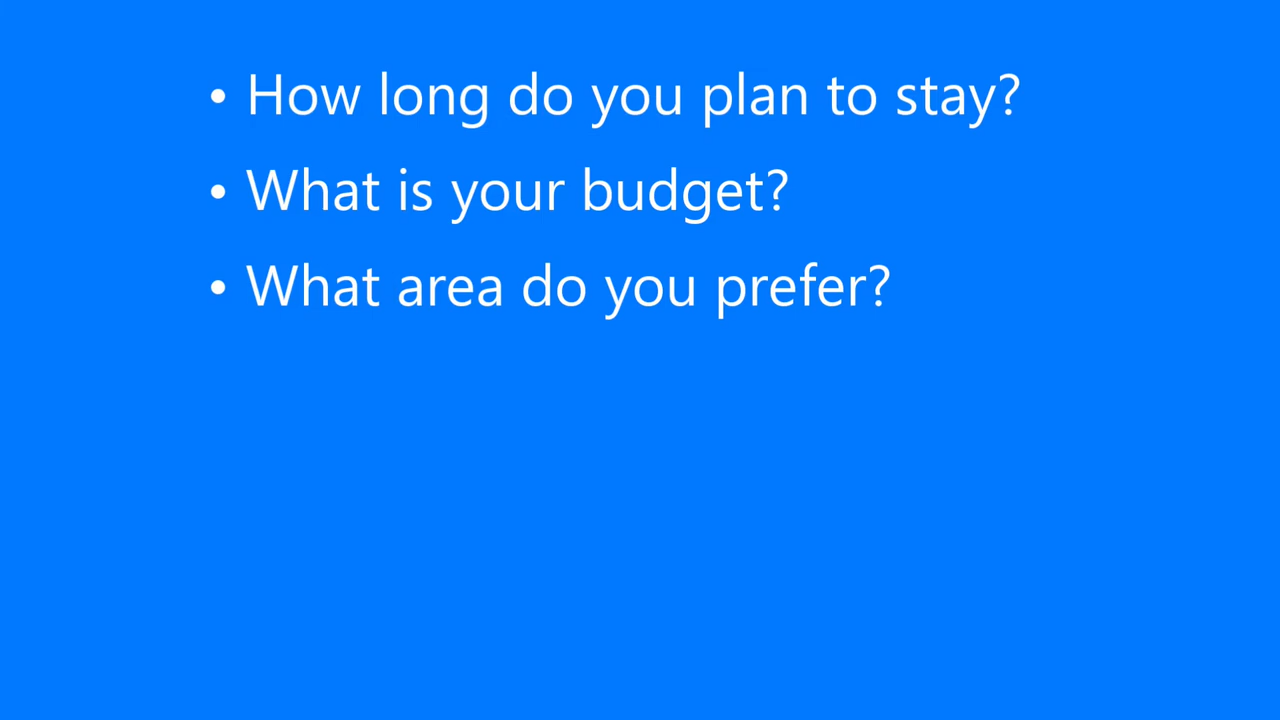 • How long do you plan to stay?
• What is your budget?
• What area do you prefer?